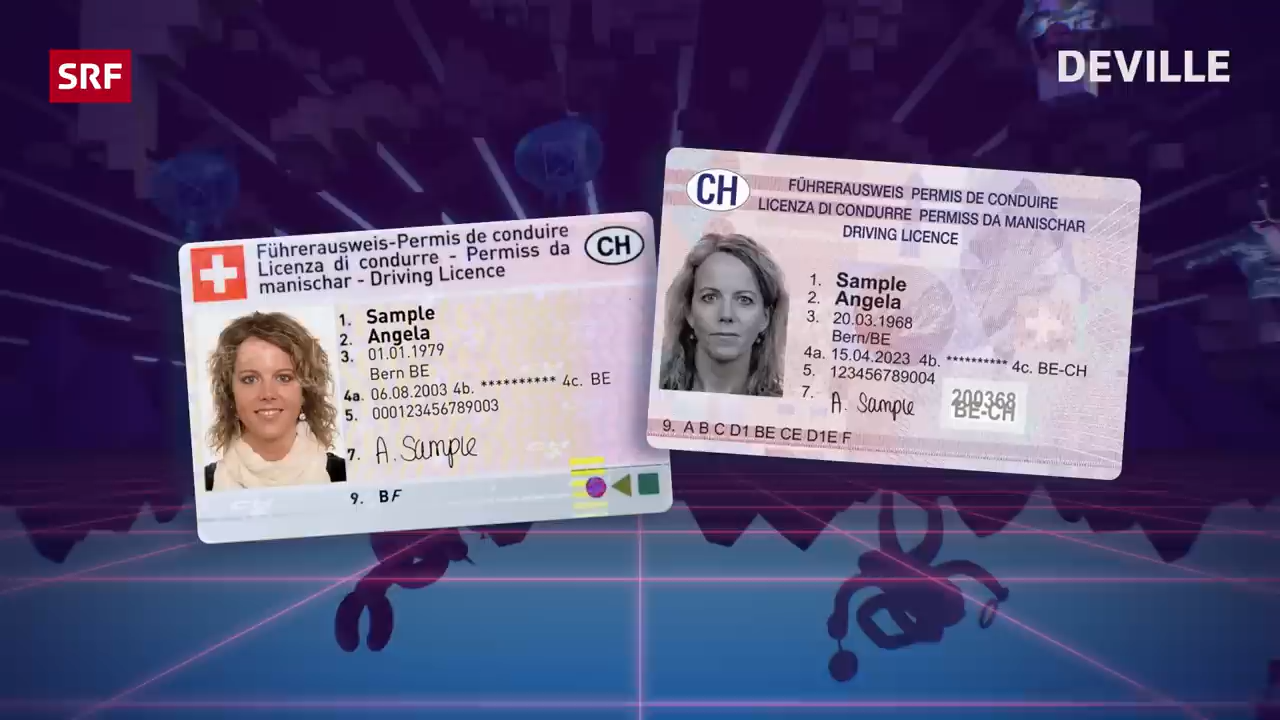 SRF
DEVILLE
Führerausweis-Permis de conduire
Licenza di condurre - Permiss da
manischar - Driving Licence
CH
1. Sample
2. Angela
3. 01.01.1979
Bern BE
4a. 06.08.2003 4b. ********** 4c. BE
5. 000123456789003
7. A. Sample
9. BF
CH
FÜHRERAUSWEIS PERMIS DE CONDUIRE
LICENZA DI CONDURRE PERMISS DA MANISCHAR
DRIVING LICENCE
1. Sample
2. Angela
3. 20.03.1968
Bern/BE
4a. 15.04.2023 4b. ********* 4c. BE-CH
5. 123456789004
7. A. Sample
200368
BE-CH
9. A B C D1 BE CE D1E F